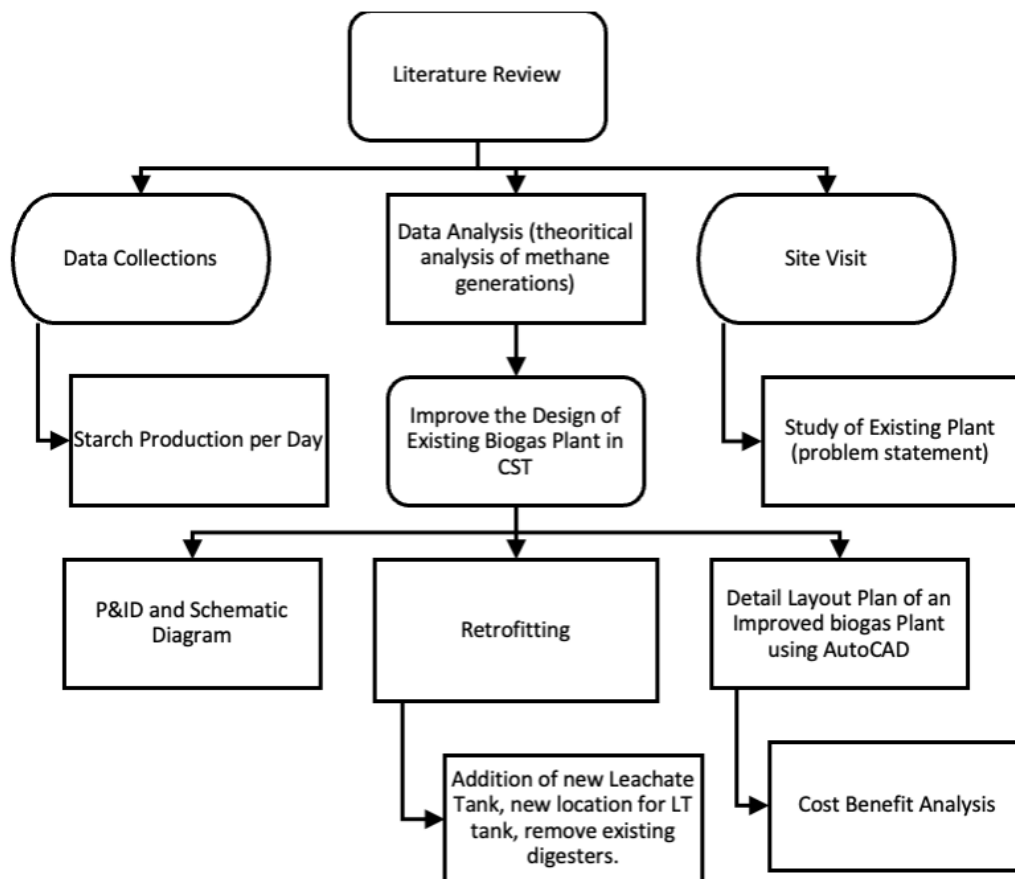 Literature Review
Data Collections
Data Analysis (theoritical
analysis of methane
generations)
Site Visit
Starch Production per Day
Improve the Design of
Existing Biogas Plant in
CST
Study of Existing Plant
(problem statement)
P&ID and Schematic
Diagram
Retrofitting
Detail Layout Plan of an
Improved biogas Plant
using AutoCAD
Addition of new Leachate
Tank, new location for LT
tank, remove existing
digesters.
Cost Benefit Analysis